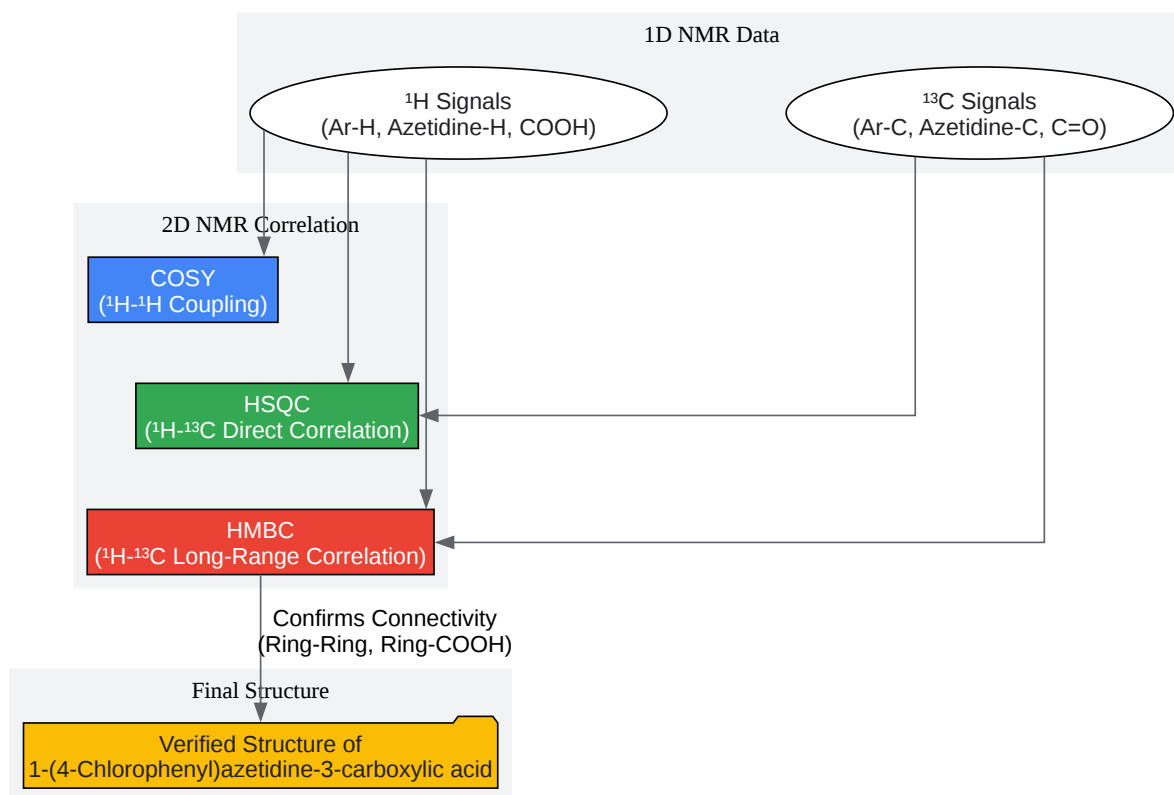 1D NMR Data
¹H Signals
(Ar-H, Azetidine-H, COOH)
¹³C Signals
(Ar-C, Azetidine-C, C=O)
2D NMR Correlation
COSY
(¹H-¹H Coupling)
HSQC
(¹H-¹³C Direct Correlation)
HMBC
(¹H-¹³C Long-Range Correlation)
Confirms Connectivity
(Ring-Ring, Ring-COOH)
Final Structure
Verified Structure of
1-(4-Chlorophenyl)azetidine-3-carboxylic acid